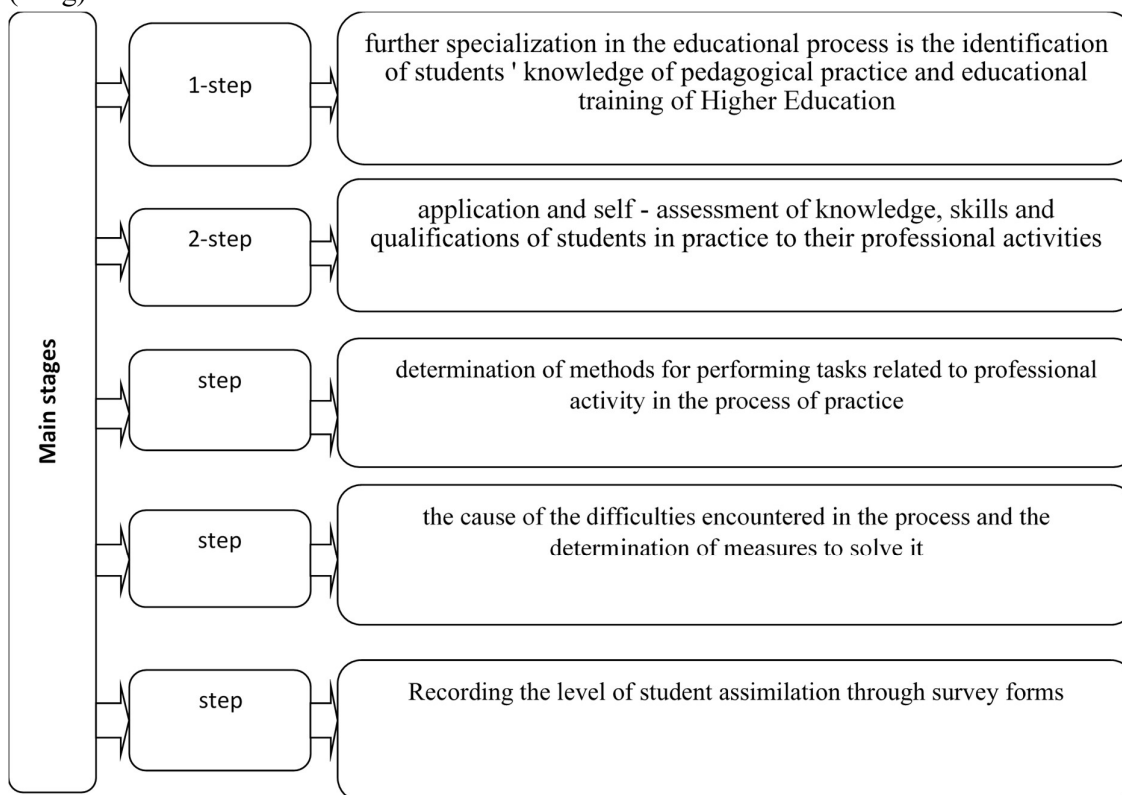 Main stages
1-step
further specialization in the educational process is the identification
of students ' knowledge of pedagogical practice and educational
training of Higher Education
2-step
application and self - assessment of knowledge, skills and
qualifications of students in practice to their professional activities
step
determination of methods for performing tasks related to professional
activity in the process of practice
step
the cause of the difficulties encountered in the process and the
determination of measures to solve it
step
Recording the level of student assimilation through survey forms